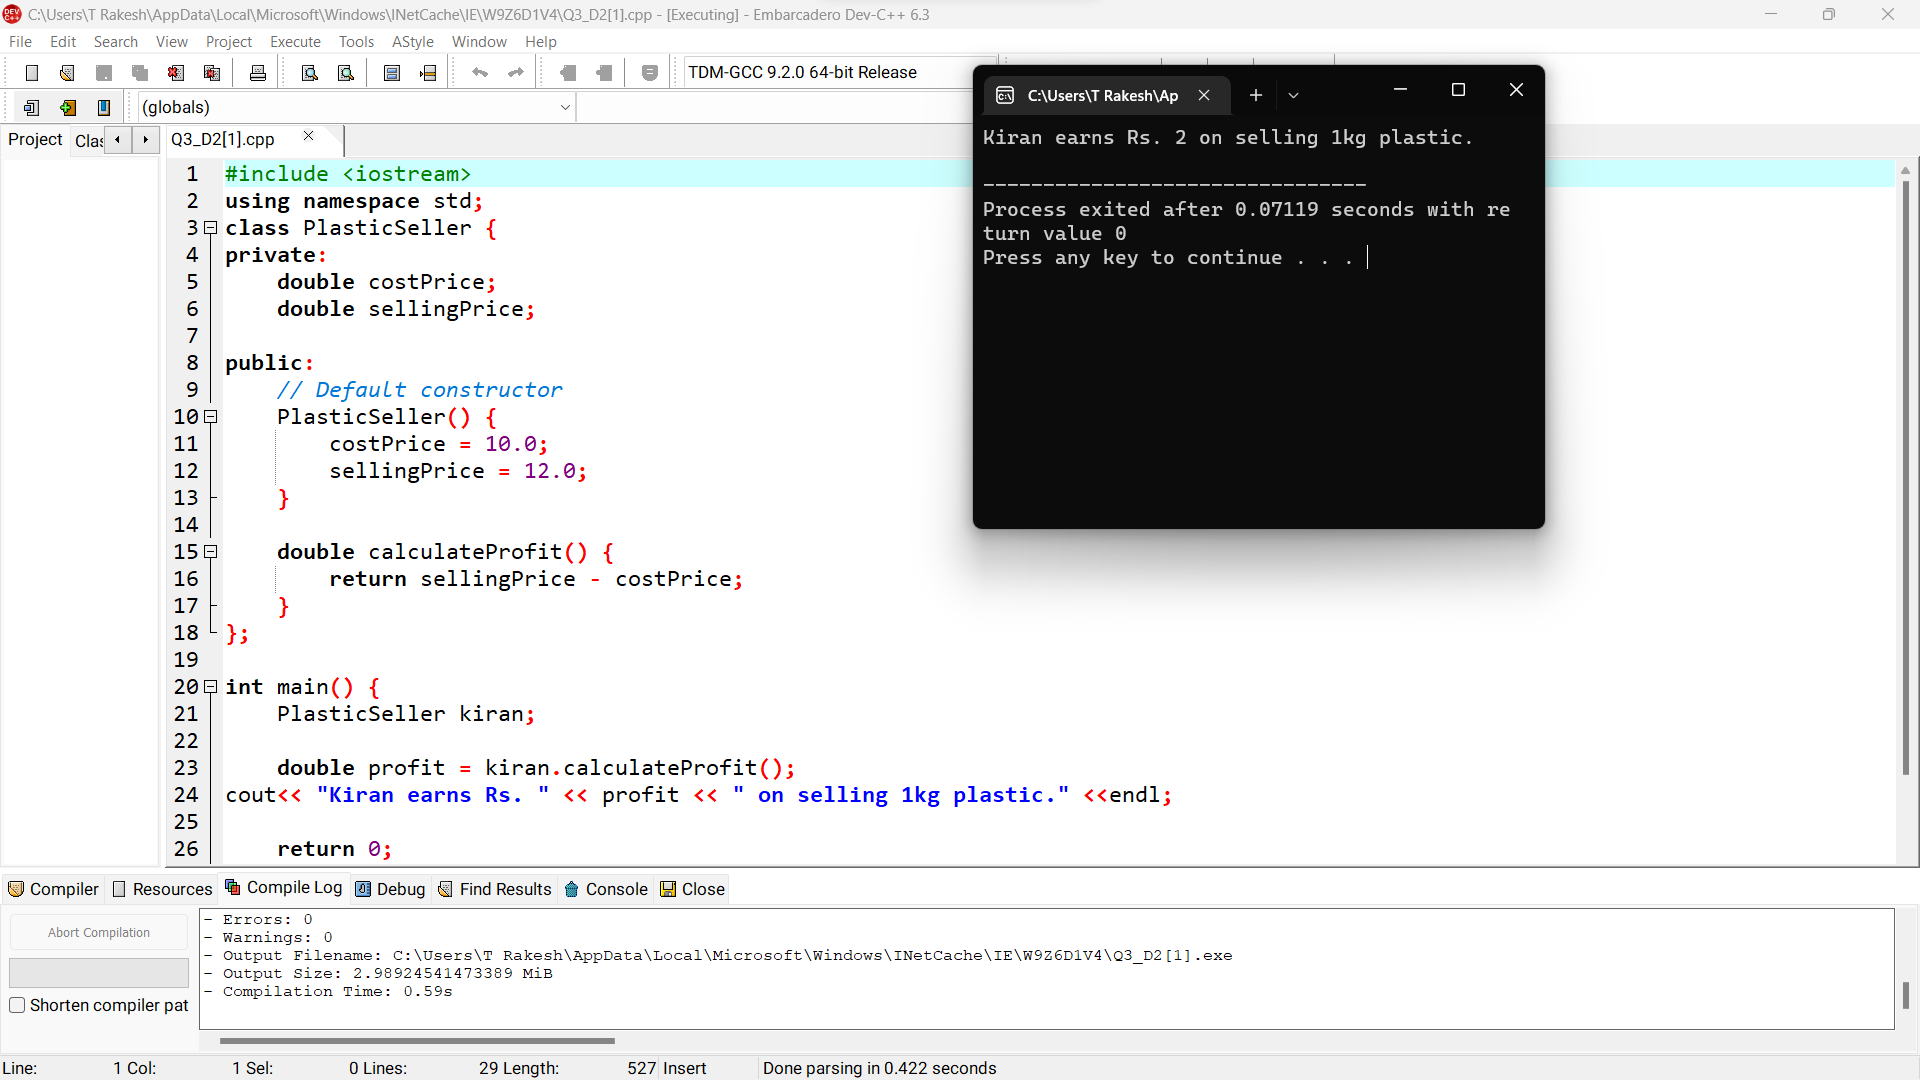 C:\Users\T Rakesh\AppData\Local\Microsoft\Windows\INetCache\IE\W9Z6D1V4\Q3_D2[1].cpp - [Executing] - Embarcadero Dev-C++ 6.3
File Edit Search View Project Execute Tools AStyle Window Help
TDM-GCC 9.2.0 64-bit Release
(globals)
Project Clas
Q3_D2[1].cpp
1 #include <iostream>
2 using namespace std;
3 class PlasticSeller {
4 private:
5     double costPrice;
6     double sellingPrice;
7
8 public:
9     // Default constructor
10     PlasticSeller() {
11         costPrice = 10.0;
12         sellingPrice = 12.0;
13     }
14
15     double calculateProfit() {
16         return sellingPrice - costPrice;
17     }
18 };
19
20 int main() {
21     PlasticSeller kiran;
22
23     double profit = kiran.calculateProfit();
24 cout<< "Kiran earns Rs. " << profit << " on selling 1kg plastic." <<endl;
25
26     return 0;
C:\Users\T Rakesh\Ap
Kiran earns Rs. 2 on selling 1kg plastic.
--------------------------------
Process exited after 0.07119 seconds with re
turn value 0
Press any key to continue . . .
Compiler Resources Compile Log Debug Find Results Console Close
Abort Compilation
Shorten compiler pat
- Errors: 0
- Warnings: 0
- Output Filename: C:\Users\T Rakesh\AppData\Local\Microsoft\Windows\INetCache\IE\W9Z6D1V4\Q3_D2[1].exe
- Output Size: 2.98924541473389 MiB
- Compilation Time: 0.59s
Line: 1 Col: 1 Sel: 0 Lines: 29 Length: 527 Insert Done parsing in 0.422 seconds